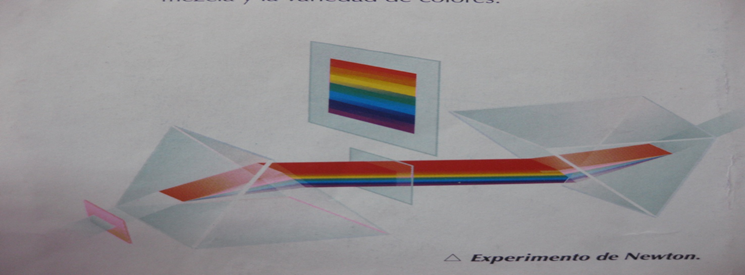 mezcla y la variedad de colores.
△ Experimento de Newton.